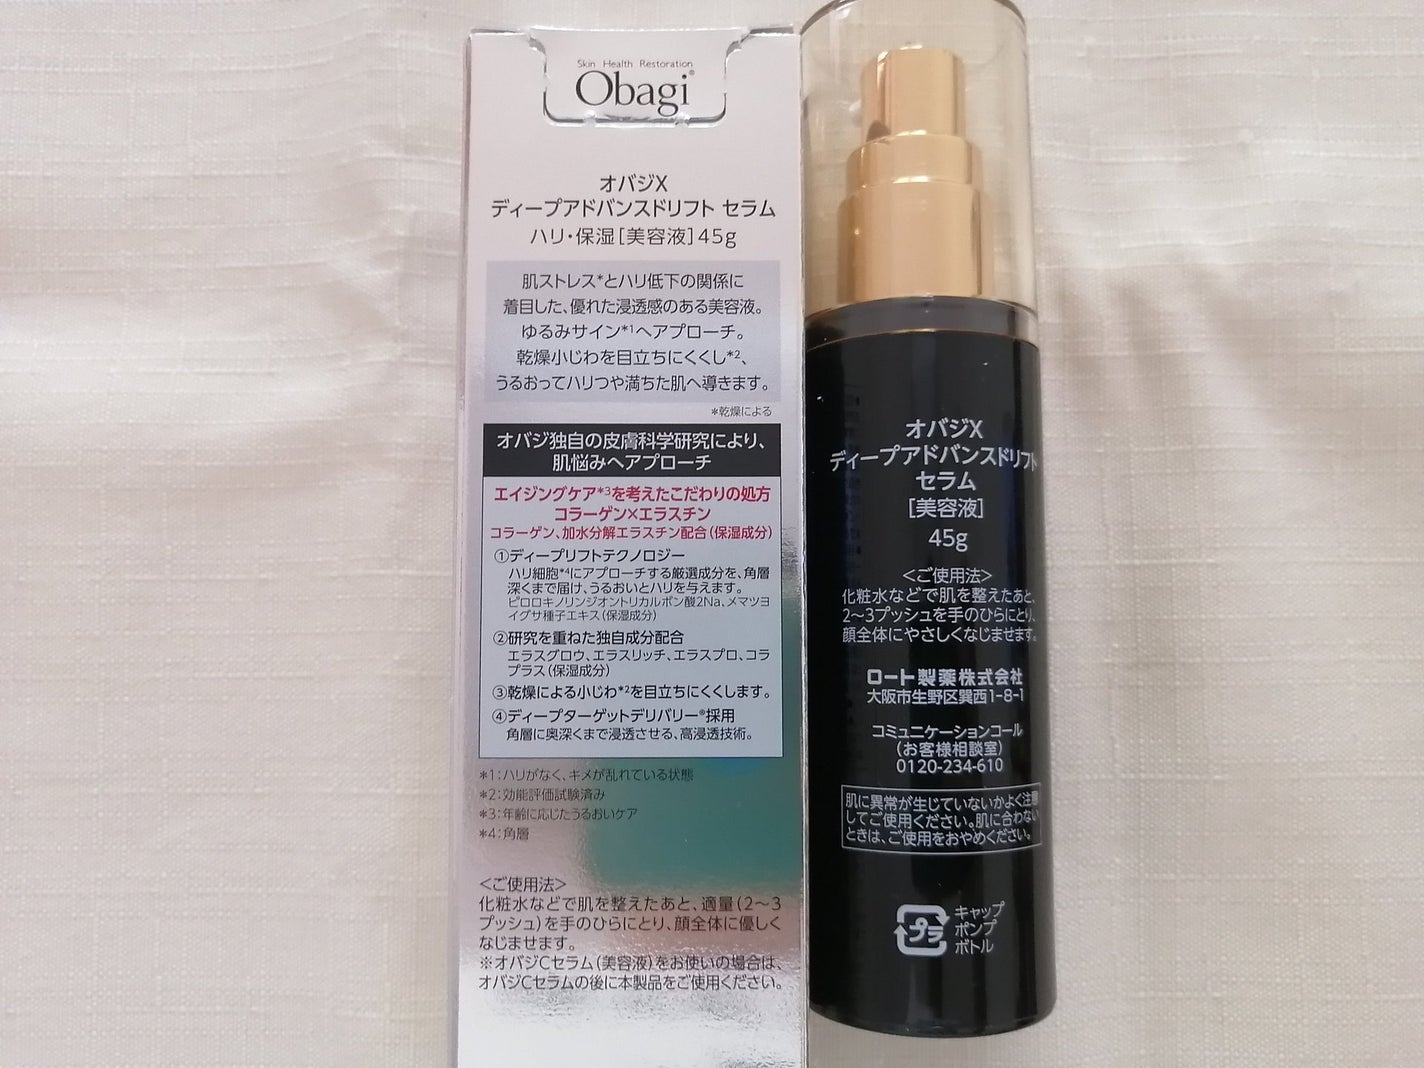 Skin Health Restoration
Obagi®
オバジX
ディープアドバンスドリフト セラム
ハリ・保湿[美容液]45g
肌ストレス*とハリ低下の関係に
着目した、優れた浸透感のある美容液。
ゆるみサイン*1へアプローチ。
乾燥小じわを目立ちにくくし*2、
うるおってハリつや満ちた肌へ導きます。
*乾燥による
オバジ独自の皮膚科学研究により、
肌悩みへアプローチ
エイジングケア*3を考えたこだわりの処方
コラーゲン×エラスチン
コラーゲン、加水分解エラスチン配合(保湿成分)
①ディープリフトテクノロジー
ハリ細胞*4にアプローチする厳選成分を、角層
深くまで届け、うるおいとハリを与えます。
ピロロキノリンジオントリカルボン酸2Na、メマツヨ
イグサ種子エキス(保湿成分)
②研究を重ねた独自成分配合
エラスグロウ、エラスリッチ、エラスプロ、コラ
プラス(保湿成分)
③乾燥による小じわ*2を目立ちにくくします。
④ディープターゲットデリバリー®採用
角層に奥深くまで浸透させる、高浸透技術。
*1:ハリがなく、キメが乱れている状態
*2:効能評価試験済み
*3:年齢に応じたうるおいケア
*4:角層
<ご使用法>
化粧水などで肌を整えたあと、適量(2〜3
プッシュ)を手のひらにとり、顔全体に優しく
なじませます。
※オバジCセラム(美容液)をお使いの場合は、
オバジCセラムの後に本製品をご使用ください。
オバジX
ディープアドバンスドリフト
セラム
[美容液]
45g
<ご使用法>
化粧水などで肌を整えたあと、
2〜3プッシュを手のひらにとり、
顔全体にやさしくなじませます。
ロート製薬株式会社
大阪市生野区巽西1-8-1
コミュニケーションコール
(お客様相談室)
0120-234-610
肌に異常が生じていないかよく注意
してご使用ください。肌に合わない
ときは、ご使用をおやめください。
プラ
キャップ
ポンプ
ボトル